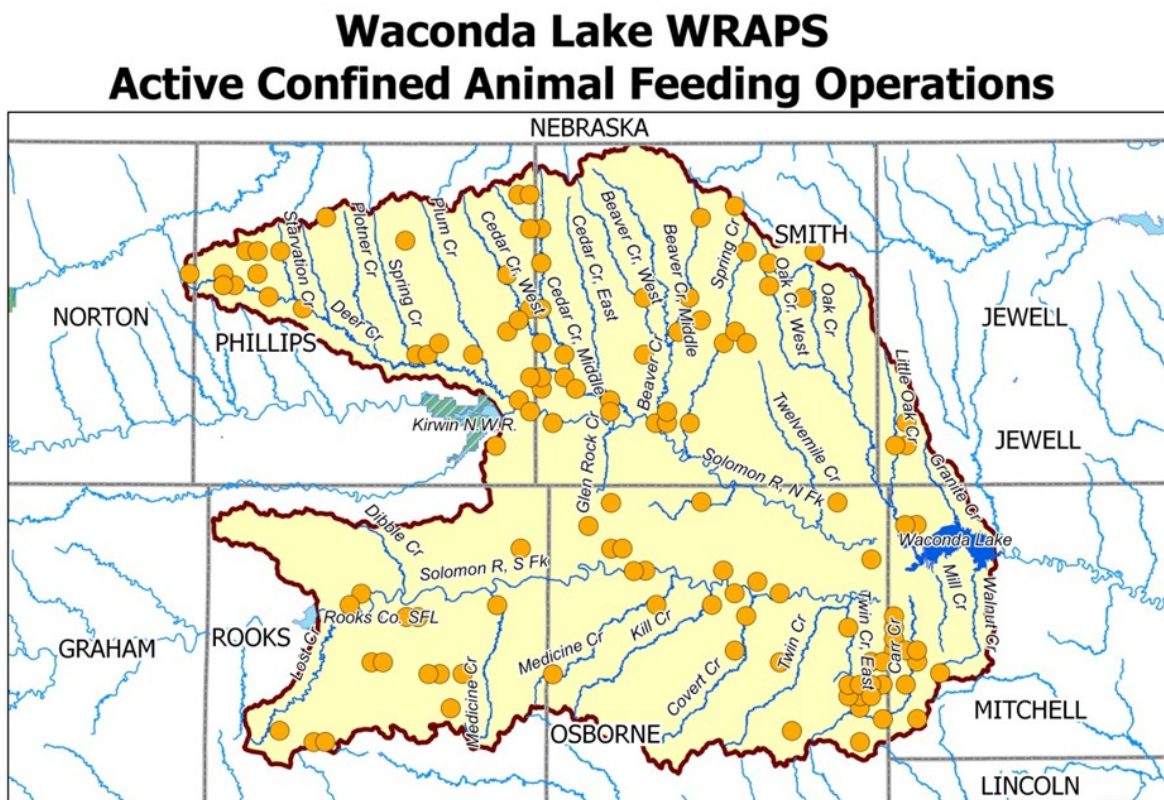 Waconda Lake WRAPS
Active Confined Animal Feeding Operations
NEBRASKA
Starvation Cr
Plotner Cr
Spring Cr
Plum Cr
Cedar Cr, West
Cedar Cr, Middle
Cedar Cr, East
Beaver Cr, West
Beaver Cr, Middle
Beaver Cr
Spring Cr
SMITH
Oak Cr, West
Oak Cr
NORTON
PHILLIPS
Deer Cr
JEWELL
Little Oak Cr
Kirwin N.W.R.
Glen Rock Cr
Twelvemile Cr
JEWELL
Solomon R, N Fk
Granite Cr
Dibble Cr
Waconda Lake
Solomon R, S Fk
Mill Cr
Walnut Cr
Rooks Co. SFL
GRAHAM
ROOKS
Lost Cr
Medicine Cr
Medicine Cr
Kill Cr
Covert Cr
Twin Cr
Twin Cr, East
Carr Cr
OSBORNE
MITCHELL
LINCOLN